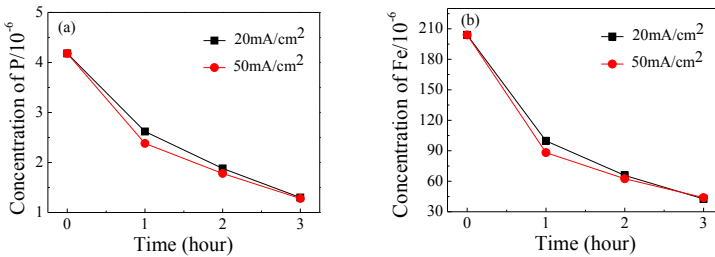 (a)
20mA/cm²
50mA/cm²
Concentration of P/10⁻⁶
5
4
3
2
1
0 1 2 3
Time (hour)
(b)
20mA/cm²
50mA/cm²
Concentration of Fe/10⁻⁶
210
180
150
120
90
60
30
0 1 2 3
Time (hour)